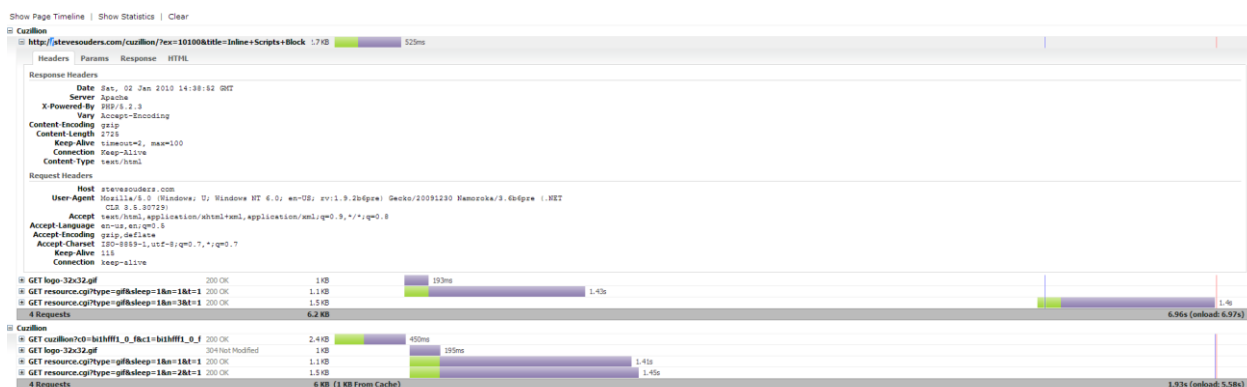 Show Page Timeline | Show Statistics | Clear
Cuzillion
http://stevesouders.com/cuzillion/?ex=10100&title=Inline+Scripts+Block 2.7 KB 525ms
Headers Params Response HTML
Response Headers
Date Sat, 02 Jan 2010 14:38:52 GMT
Server Apache
X-Powered-By PHP/5.2.3
Vary Accept-Encoding
Content-Encoding gzip
Content-Length 2725
Keep-Alive timeout=2, max=100
Connection Keep-Alive
Content-Type text/html
Request Headers
Host stevesouders.com
User-Agent Mozilla/5.0 (Windows; U; Windows NT 6.0; en-US; rv:1.9.2b6pre) Gecko/20091230 Namoroka/3.6b6pre (.NET
CLR 3.5.30729)
Accept text/html,application/xhtml+xml,application/xml;q=0.9,*/*;q=0.8
Accept-Language en-us,en;q=0.5
Accept-Encoding gzip,deflate
Accept-Charset ISO-8859-1,utf-8;q=0.7,*;q=0.7
Keep-Alive 115
Connection keep-alive
GET logo-32x32.gif 200 OK 1 KB 193ms
GET resource.cgi?type=gif&sleep=1&n=1&t=1 200 OK 1.1 KB 1.43s
GET resource.cgi?type=gif&sleep=1&n=3&t=1 200 OK 1.5 KB 1.4s
4 Requests 6.2 KB 6.96s (onload: 6.97s)
Cuzillion
GET cuzillion?c0=bi1hfff1_0_f&c1=bi1hfff1_0_f 200 OK 2.4 KB 450ms
GET logo-32x32.gif 304 Not Modified 1 KB 195ms
GET resource.cgi?type=gif&sleep=1&n=1&t=1 200 OK 1.1 KB 1.41s
GET resource.cgi?type=gif&sleep=1&n=2&t=1 200 OK 1.5 KB 1.45s
4 Requests 6 KB (1 KB From Cache) 1.93s (onload: 5.58s)